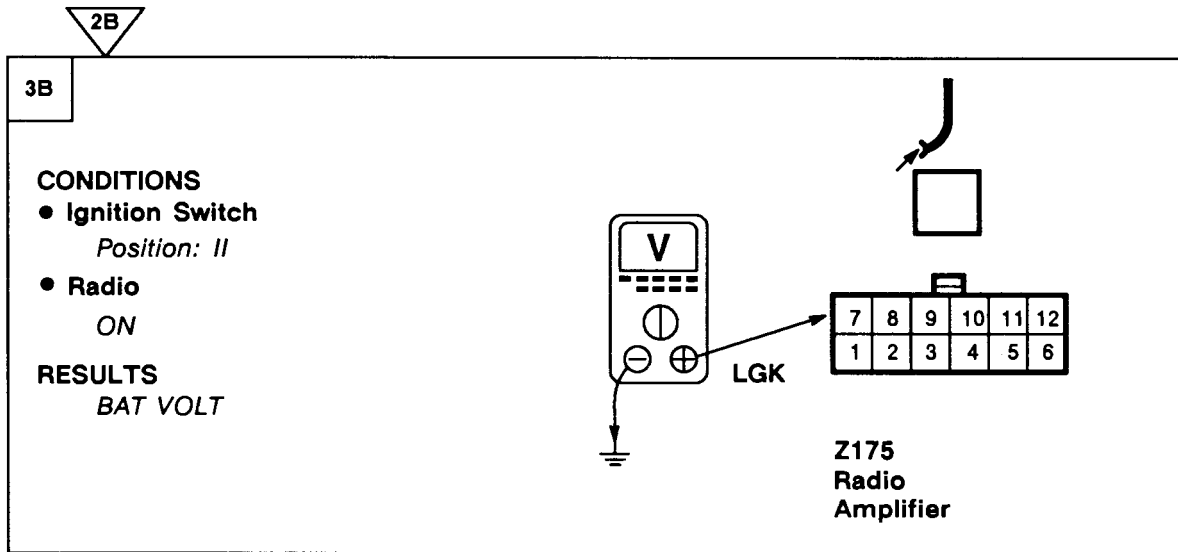 2B
3B
CONDITIONS
● Ignition Switch
Position: II
● Radio
ON
RESULTS
BAT VOLT
V
LGK
7 8 9 10 11 12
1 2 3 4 5 6
Z175
Radio
Amplifier